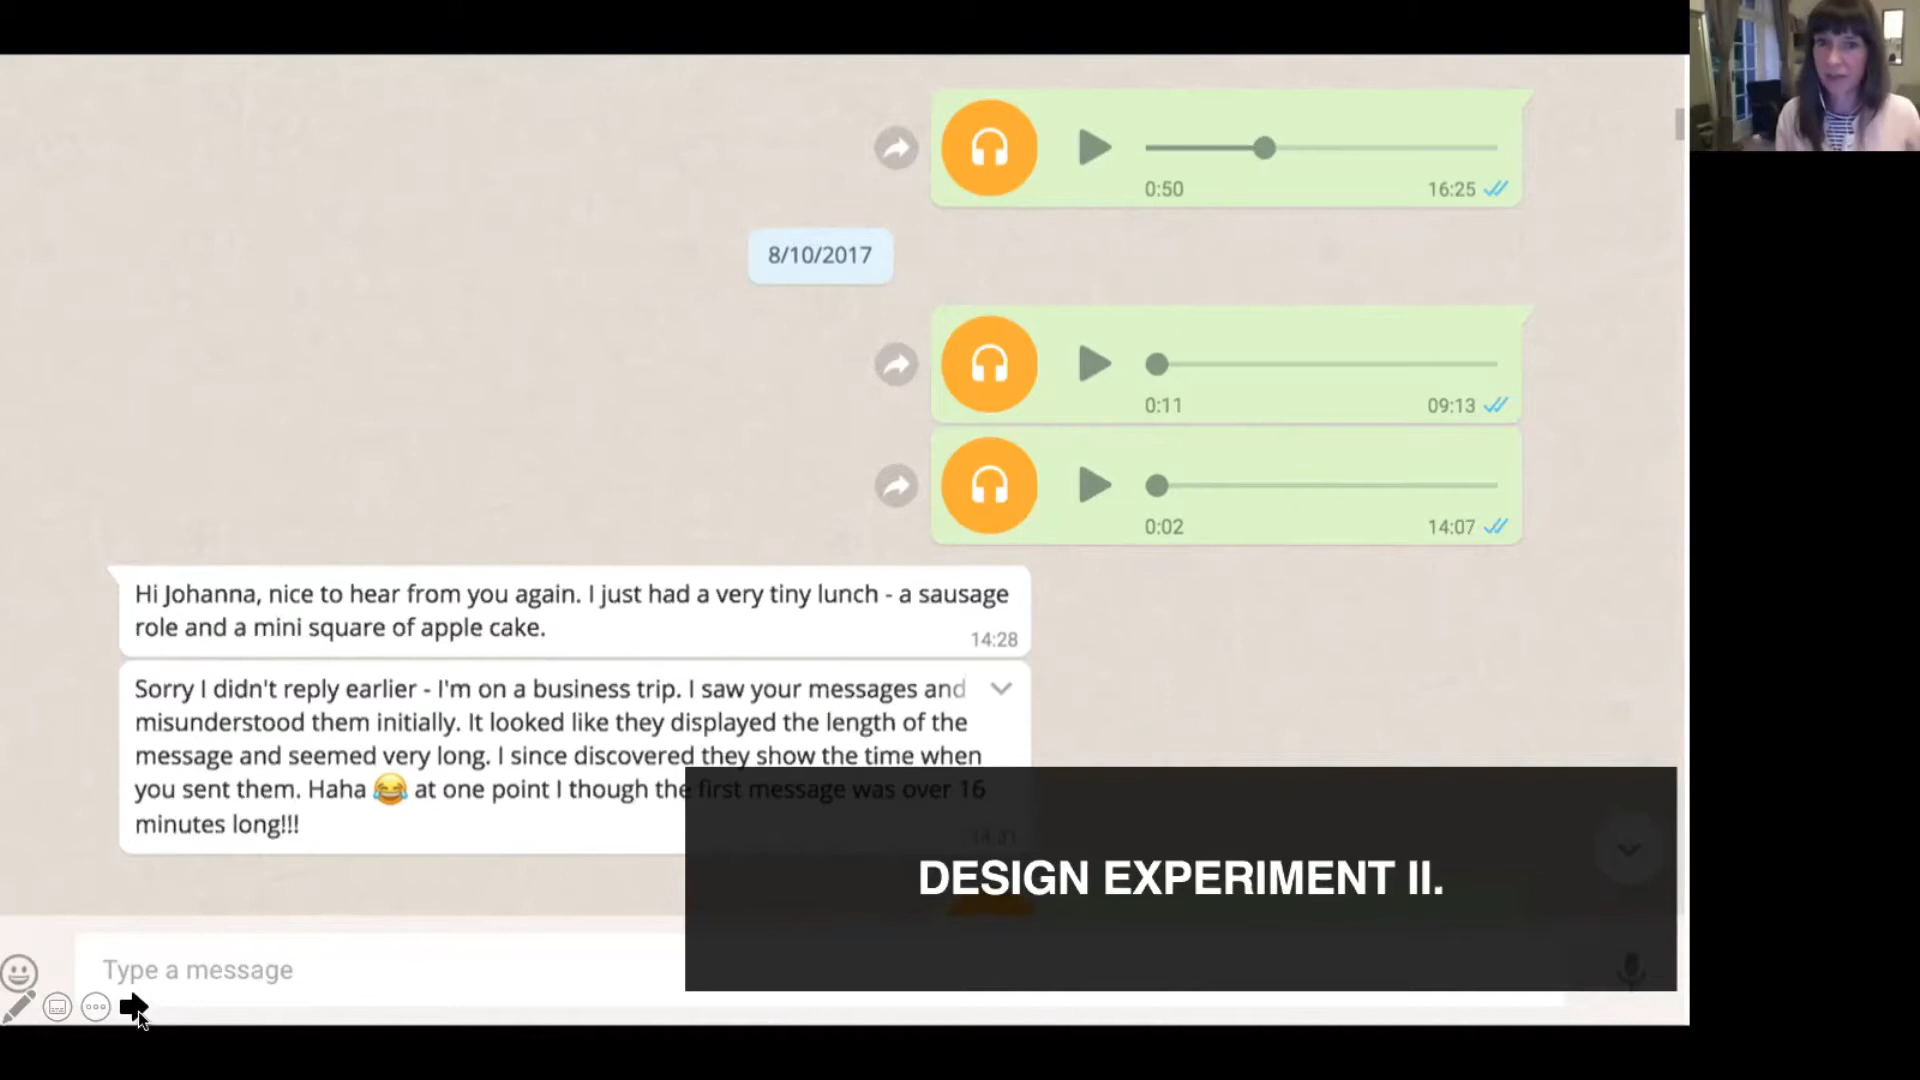 0:50
16:25
8/10/2017
0:11
09:13
0:02
14:07
Hi Johanna, nice to hear from you again. I just had a very tiny lunch - a sausage
role and a mini square of apple cake.
14:28
Sorry I didn't reply earlier - I'm on a business trip. I saw your messages and
misunderstood them initially. It looked like they displayed the length of the
message and seemed very long. I since discovered they show the time when
you sent them. Haha 😂 at one point I though the first message was over 16
minutes long!!!
14:31
DESIGN EXPERIMENT II.
Type a message